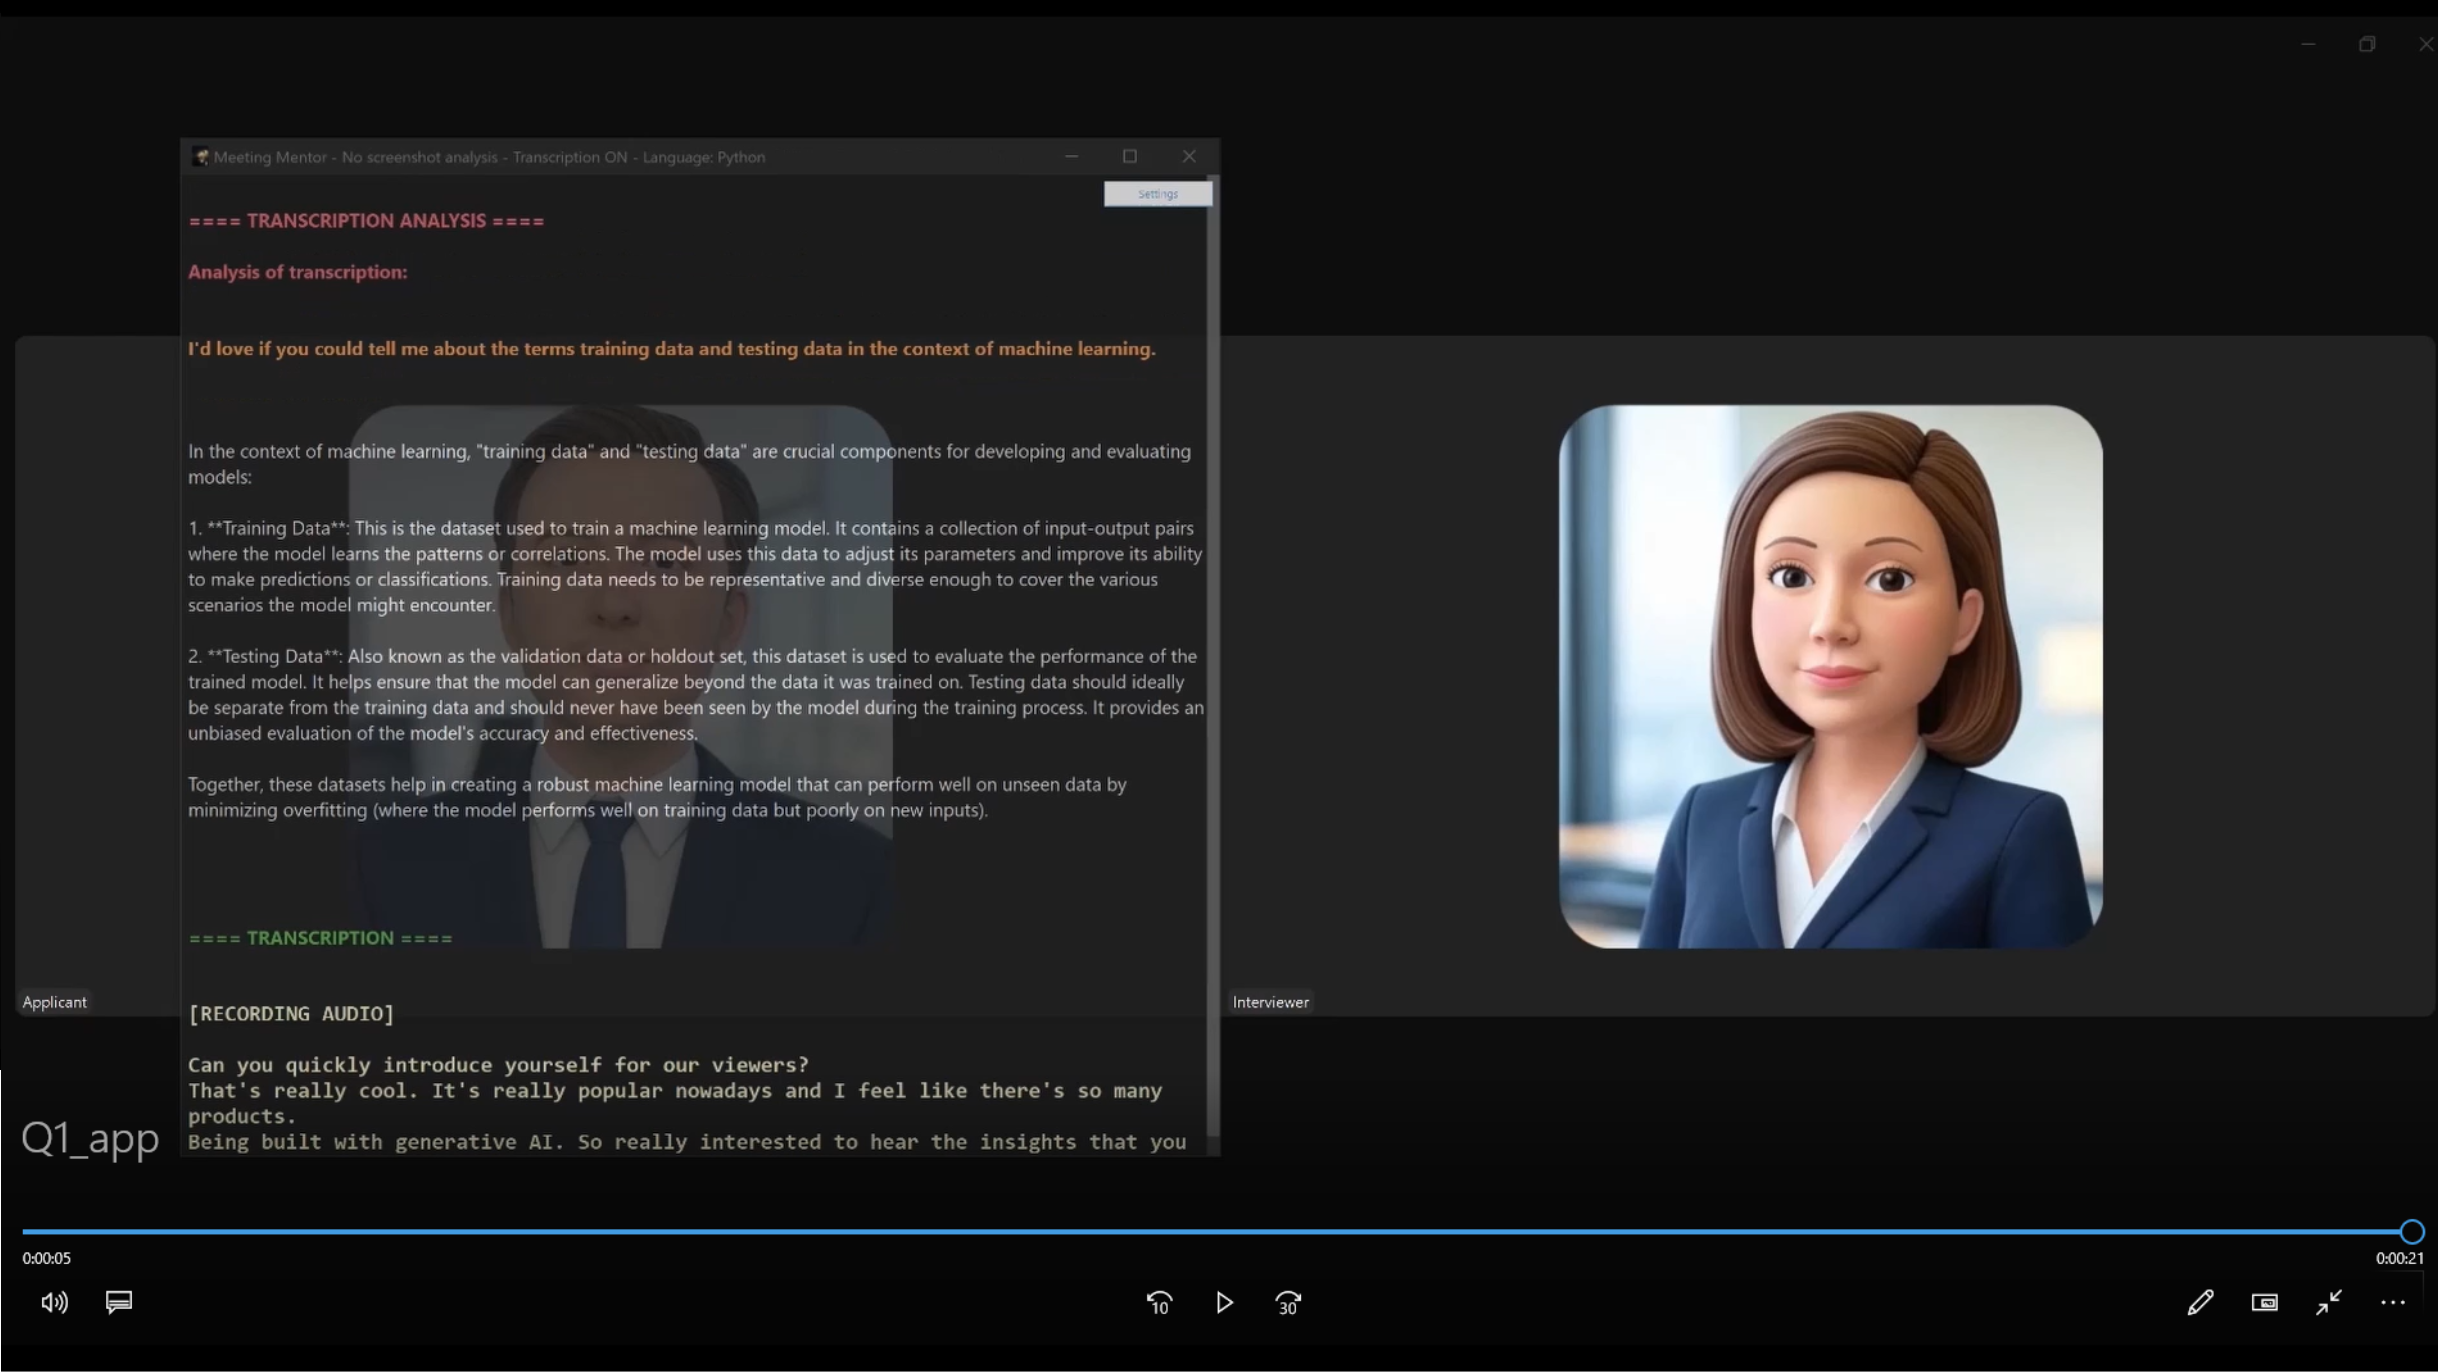 Meeting Mentor - No screenshot analysis - Transcription ON - Language: Python
Settings
==== TRANSCRIPTION ANALYSIS ====
Analysis of transcription:
I'd love if you could tell me about the terms training data and testing data in the context of machine learning.
In the context of machine learning, "training data" and "testing data" are crucial components for developing and evaluating
models:
1. **Training Data**: This is the dataset used to train a machine learning model. It contains a collection of input-output pairs
where the model learns the patterns or correlations. The model uses this data to adjust its parameters and improve its ability
to make predictions or classifications. Training data needs to be representative and diverse enough to cover the various
scenarios the model might encounter.
2. **Testing Data**: Also known as the validation data or holdout set, this dataset is used to evaluate the performance of the
trained model. It helps ensure that the model can generalize beyond the data it was trained on. Testing data should ideally
be separate from the training data and should never have been seen by the model during the training process. It provides an
unbiased evaluation of the model's accuracy and effectiveness.
Together, these datasets help in creating a robust machine learning model that can perform well on unseen data by
minimizing overfitting (where the model performs well on training data but poorly on new inputs).
==== TRANSCRIPTION ====
Applicant
Interviewer
[RECORDING AUDIO]
Can you quickly introduce yourself for our viewers?
That's really cool. It's really popular nowadays and I feel like there's so many
products.
Being built with generative AI. So really interested to hear the insights that you
Q1_app
0:00:05
0:00:21
10
30